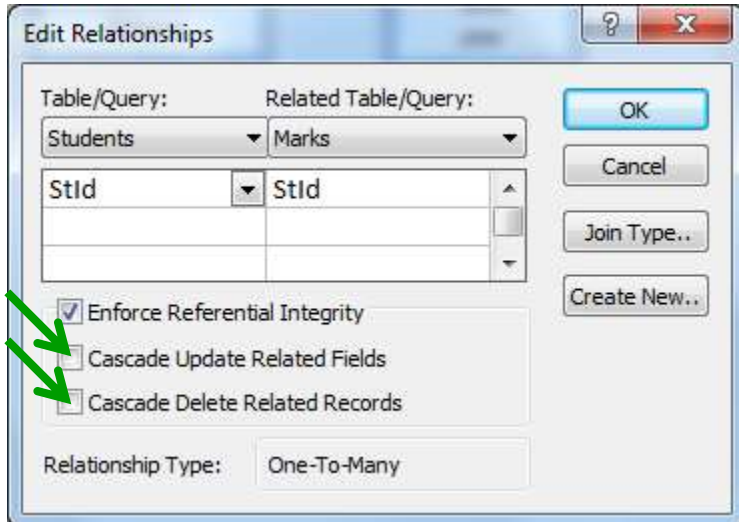 Edit Relationships
Table/Query: Related Table/Query:
Students Marks
StId StId
Enforce Referential Integrity
Cascade Update Related Fields
Cascade Delete Related Records
Relationship Type: One-To-Many
OK
Cancel
Join Type..
Create New..